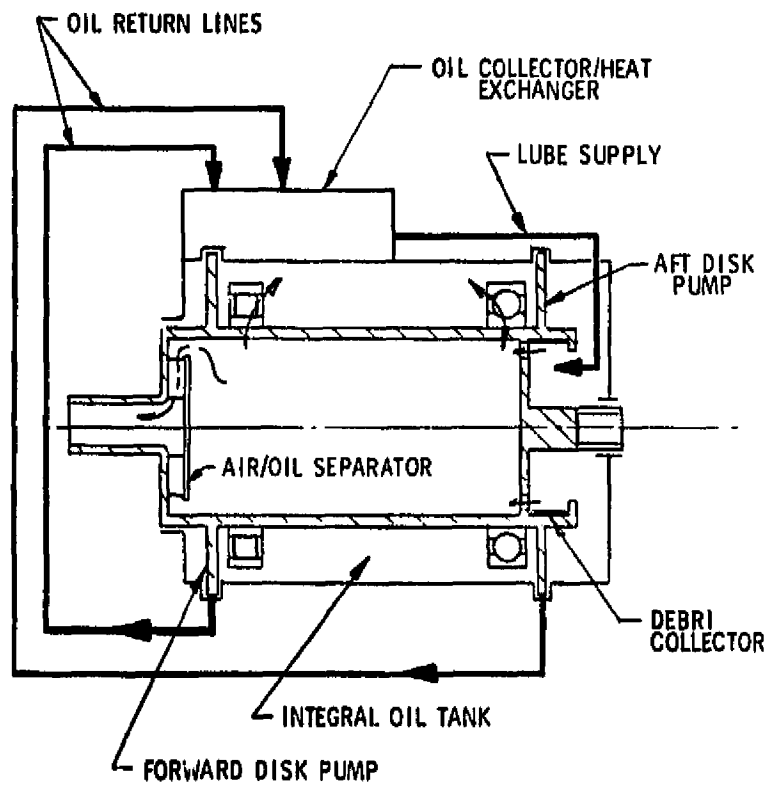 OIL RETURN LINES
OIL COLLECTOR/HEAT
EXCHANGER
LUBE SUPPLY
AFT DISK
PUMP
AIR/OIL SEPARATOR
DEBRI
COLLECTOR
INTEGRAL OIL TANK
FORWARD DISK PUMP